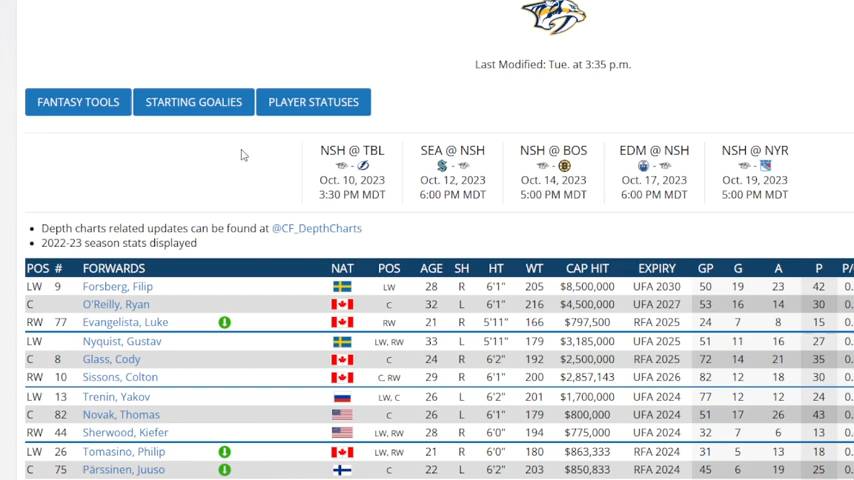 Last Modified: Tue. at 3:35 p.m.
FANTASY TOOLS STARTING GOALIES PLAYER STATUSES
NSH @ TBL SEA @ NSH NSH @ BOS EDM @ NSH NSH @ NYR
- - - - -
Oct. 10, 2023 Oct. 12, 2023 Oct. 14, 2023 Oct. 17, 2023 Oct. 19, 2023
3:30 PM MDT 6:00 PM MDT 5:00 PM MDT 6:00 PM MDT 5:00 PM MDT
• Depth charts related updates can be found at @CF_DepthCharts
• 2022-23 season stats displayed
POS # FORWARDS NAT POS AGE SH HT WT CAP HIT EXPIRY GP G A P P/
LW 9 Forsberg, Filip LW 28 R 6'1" 205 $8,500,000 UFA 2030 50 19 23 42 0.
C O'Reilly, Ryan C 32 L 6'1" 216 $4,500,000 UFA 2027 53 16 14 30 0.
RW 77 Evangelista, Luke RW 21 R 5'11" 166 $797,500 RFA 2025 24 7 8 15 0.
LW Nyquist, Gustav LW, RW 33 L 5'11" 179 $3,185,000 UFA 2025 51 11 16 27 0.
C 8 Glass, Cody C 24 R 6'2" 192 $2,500,000 RFA 2025 72 14 21 35 0.
RW 10 Sissons, Colton C, RW 29 R 6'1" 200 $2,857,143 UFA 2026 82 12 18 30 0.
LW 13 Trenin, Yakov LW, C 26 L 6'2" 201 $1,700,000 UFA 2024 77 12 12 24 0.
C 82 Novak, Thomas C 26 L 6'1" 179 $800,000 UFA 2024 51 17 26 43 0.
RW 44 Sherwood, Kiefer LW, RW 28 R 6'0" 194 $775,000 UFA 2024 32 7 6 13 0.
LW 26 Tomasino, Philip LW, RW 21 R 6'0" 180 $863,333 RFA 2024 31 5 13 18 0.
C 75 Pärssinen, Juuso C 22 L 6'2" 203 $850,833 RFA 2024 45 6 19 25 0.